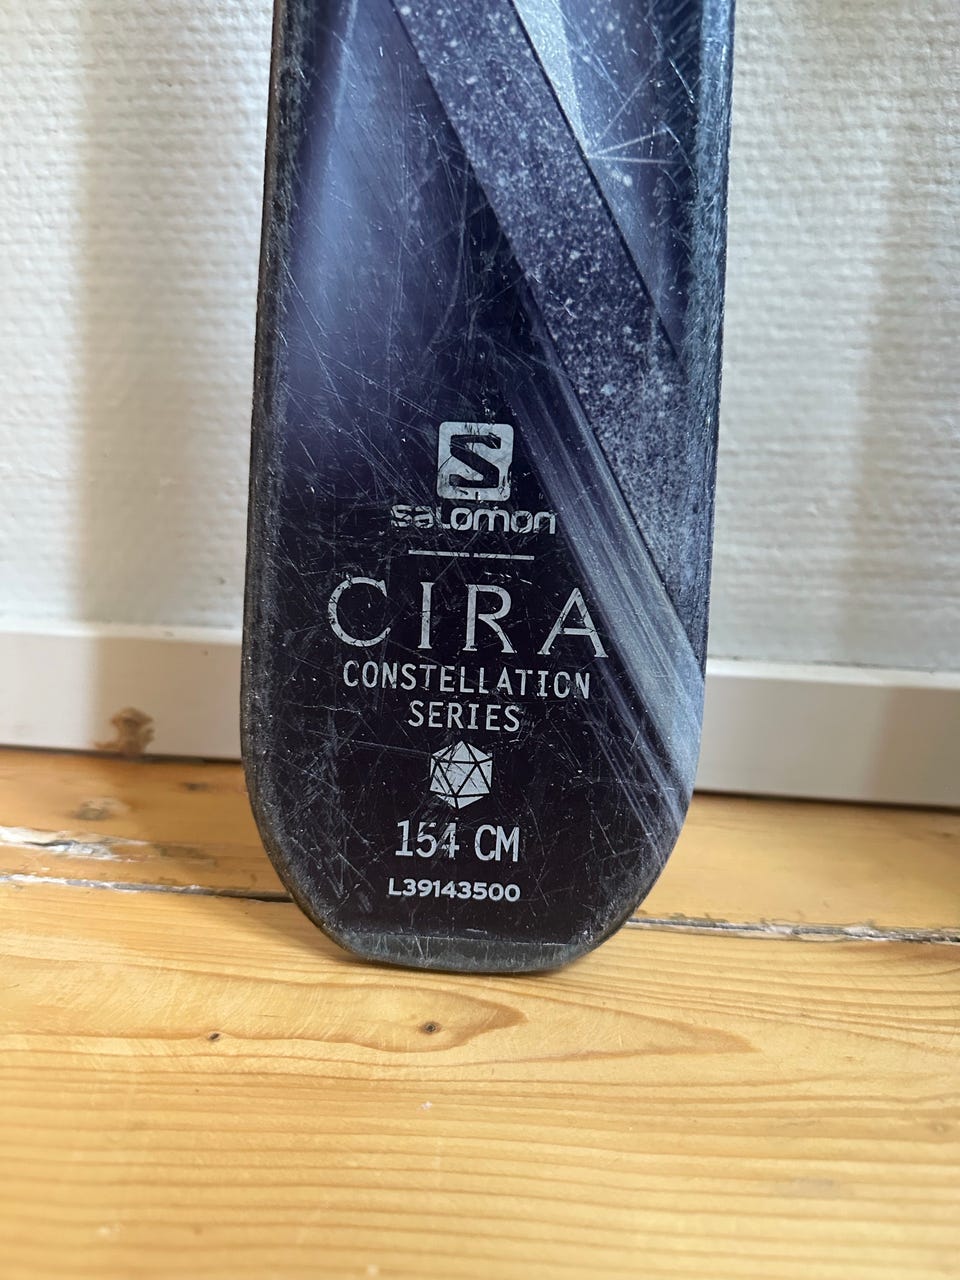 S
salomon
CIRA
CONSTELLATION
SERIES
154 CM
L39143500